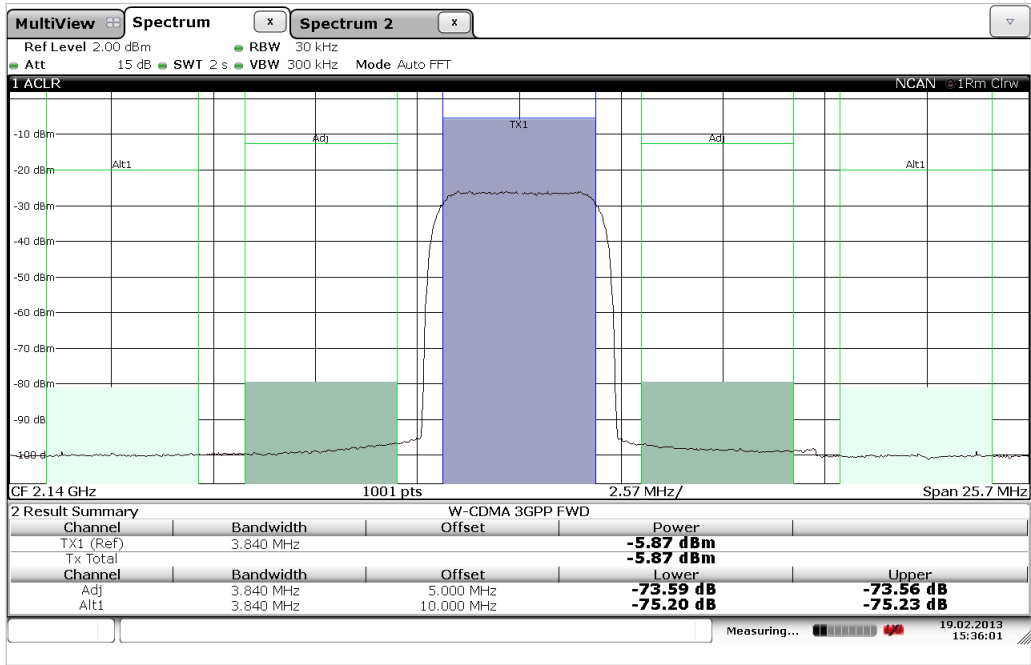 MultiView Spectrum x Spectrum 2 x
Ref Level 2.00 dBm RBW 30 kHz
Att 15 dB SWT 2 s VBW 300 kHz Mode Auto FFT
1 ACLR NCAN 1Rm Clrw
TX1
-10 dBm Adj Adj
Alt1 Alt1
-20 dBm
-30 dBm
-40 dBm
-50 dBm
-60 dBm
-70 dBm
-80 dBm
-90 dB
-100 d
CF 2.14 GHz 1001 pts 2.57 MHz/ Span 25.7 MHz
2 Result Summary W-CDMA 3GPP FWD
Channel Bandwidth Offset Power
TX1 (Ref) 3.840 MHz -5.87 dBm
Tx Total -5.87 dBm
Channel Bandwidth Offset Lower Upper
Adj 3.840 MHz 5.000 MHz -73.59 dB -73.56 dB
Alt1 3.840 MHz 10.000 MHz -75.20 dB -75.23 dB
Measuring... 19.02.2013
15:36:01